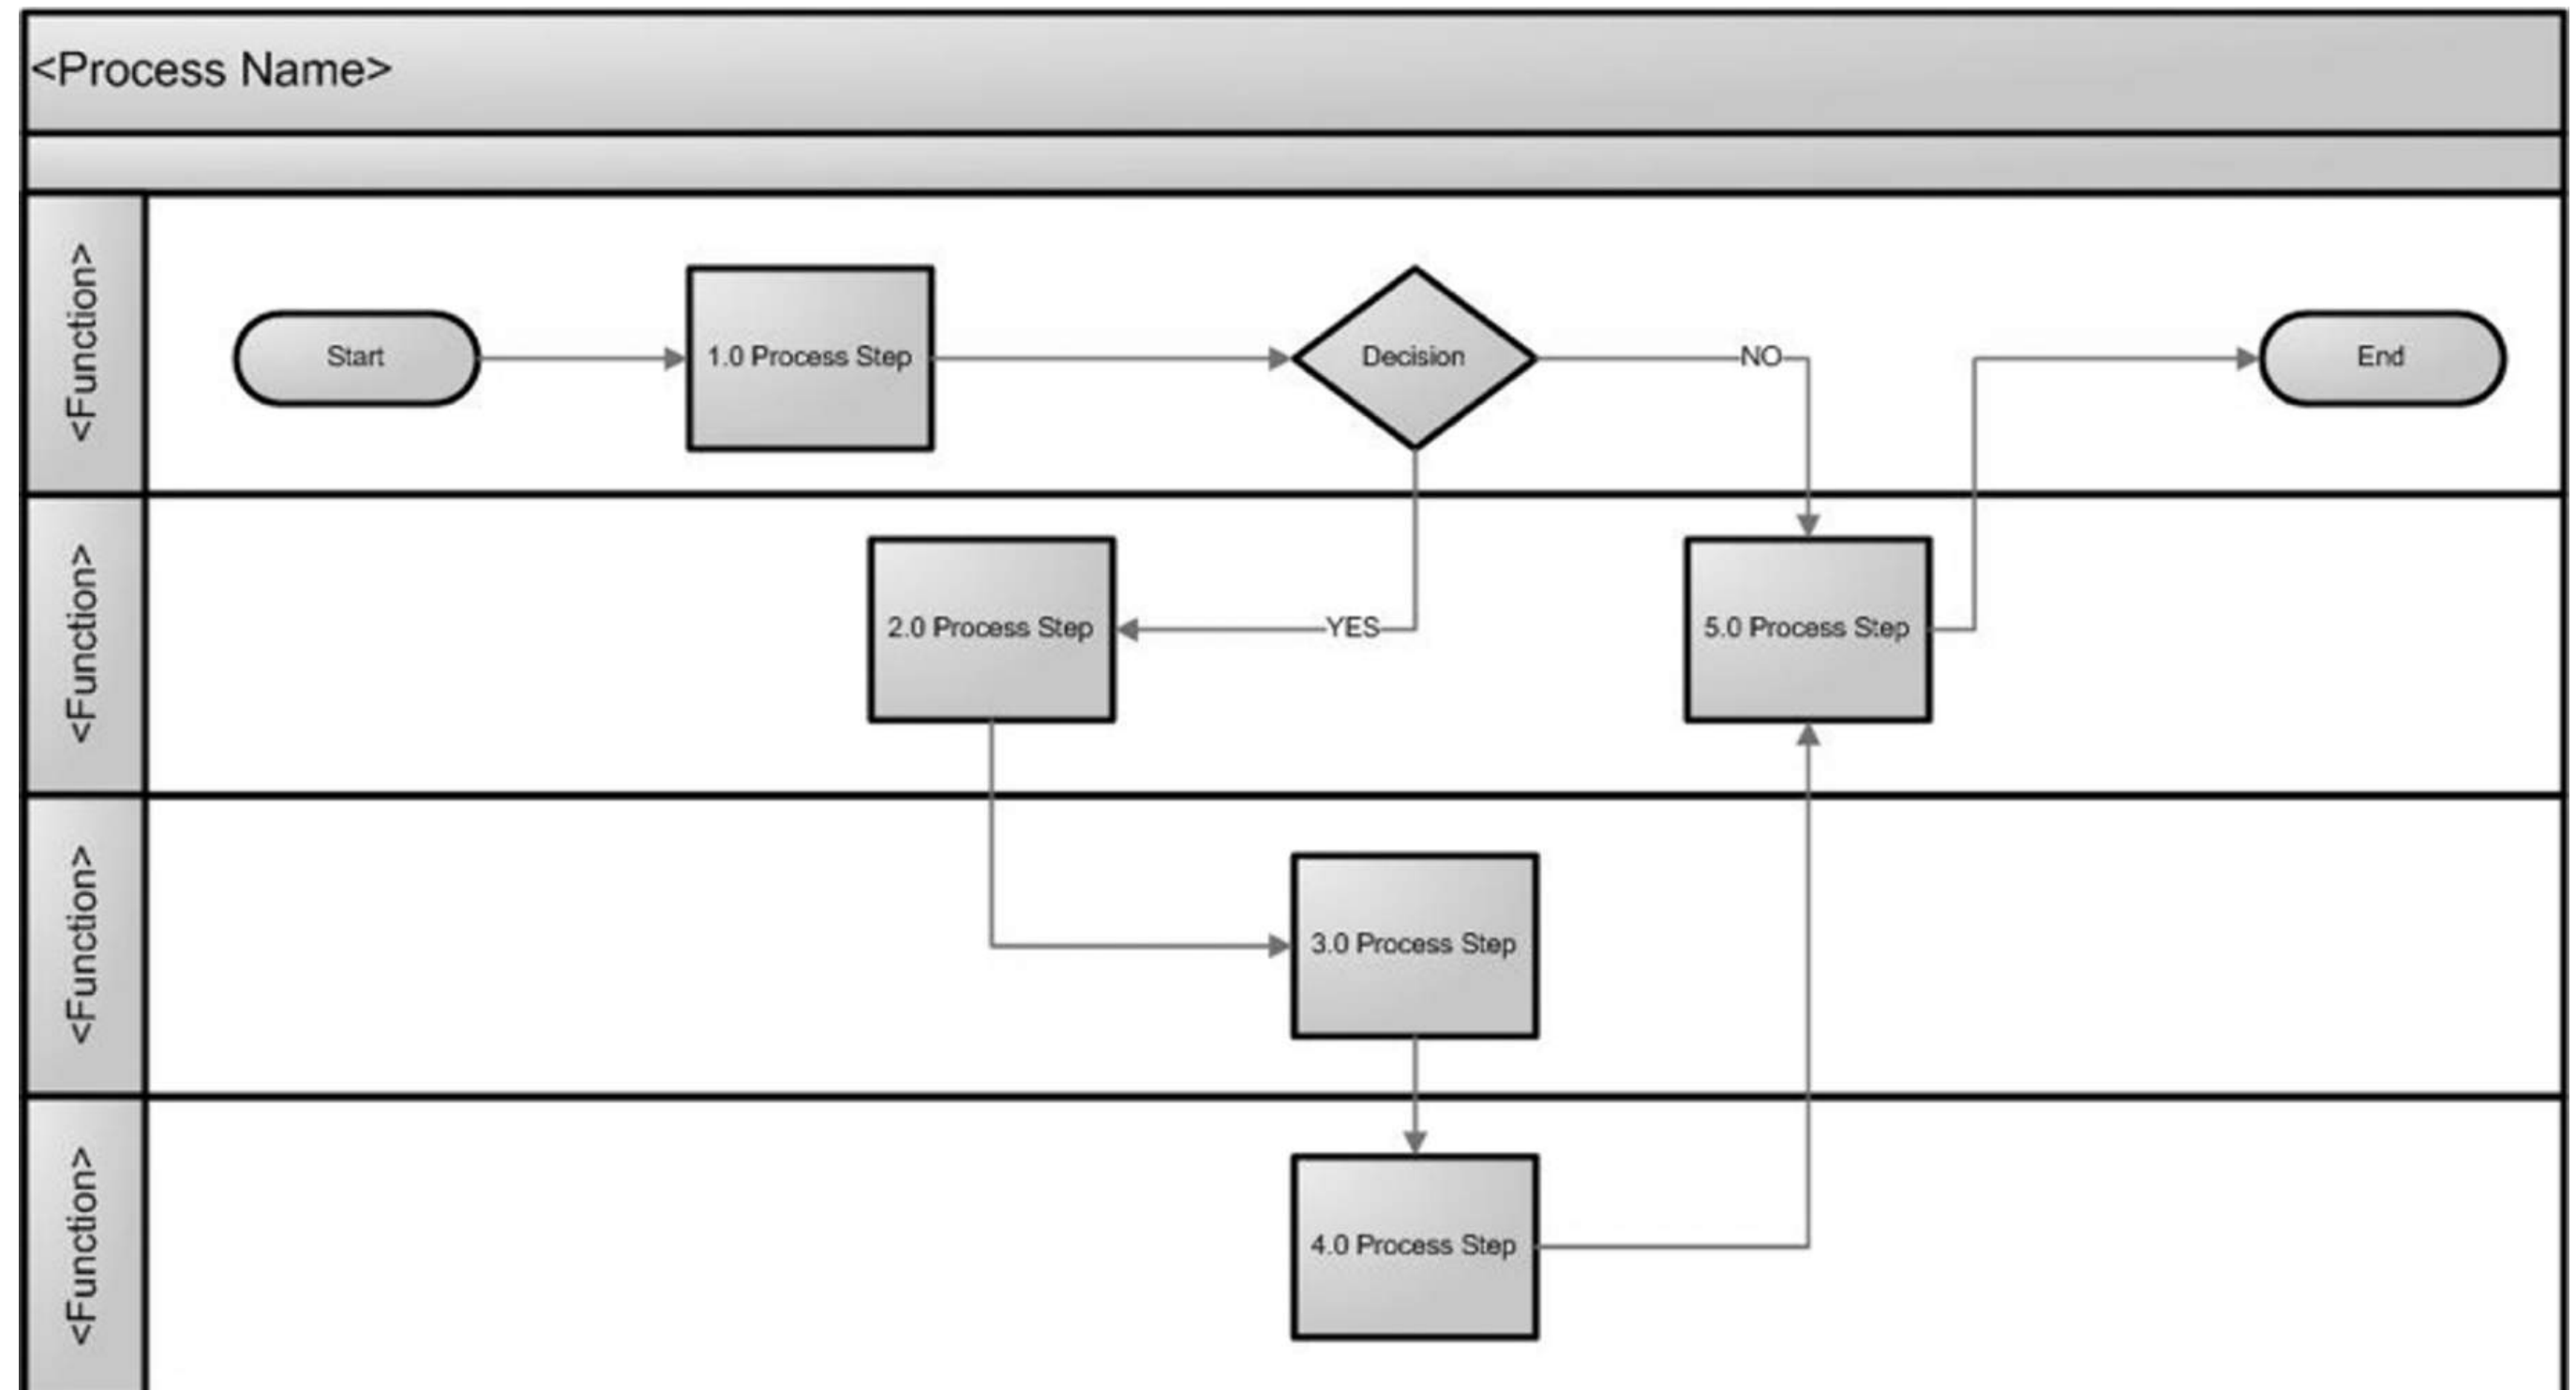 <Process Name>
<Function>
Start
1.0 Process Step
Decision
NO
End
<Function>
2.0 Process Step
YES
5.0 Process Step
<Function>
3.0 Process Step
<Function>
4.0 Process Step